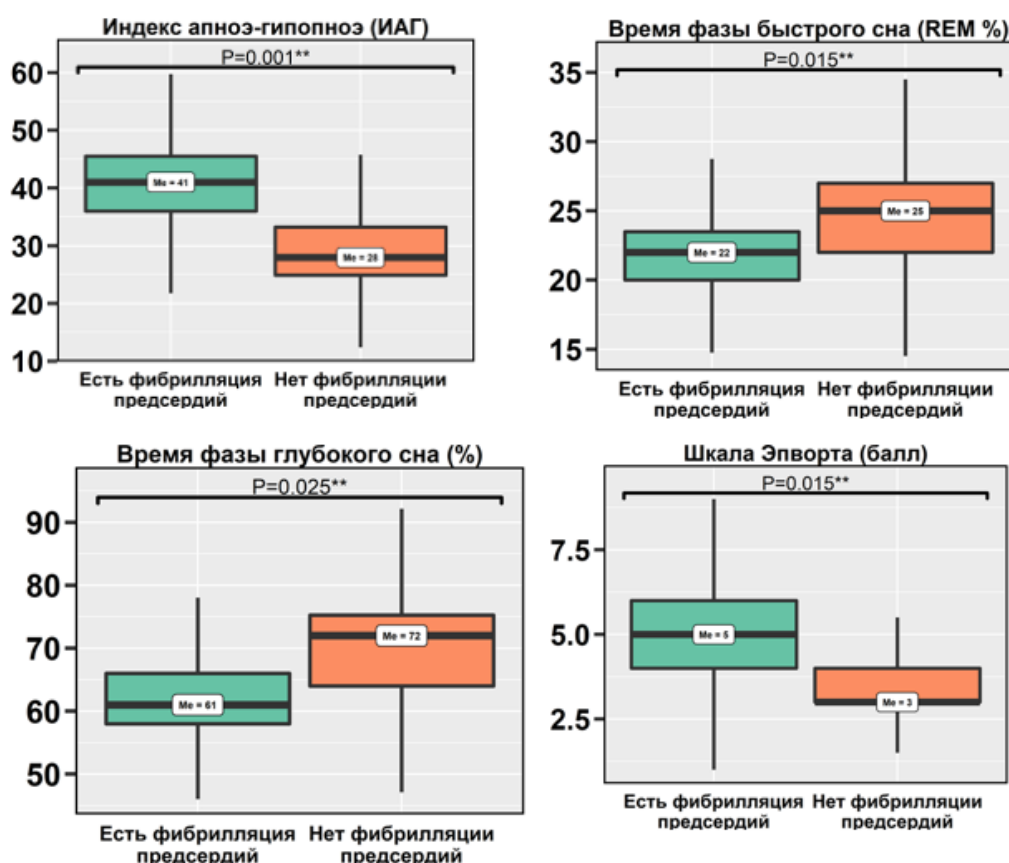 Индекс апноэ-гипопноэ (ИАГ)
P=0.001**
60
50
40
30
20
10
Me = 41
Me = 28
Есть фибрилляция
предсердий
Нет фибрилляции
предсердий
Время фазы быстрого сна (REM %)
P=0.015**
35
30
25
20
15
Me = 22
Me = 25
Есть фибрилляция
предсердий
Нет фибрилляции
предсердий
Время фазы глубокого сна (%)
P=0.025**
90
80
70
60
50
Me = 61
Me = 72
Есть фибрилляция
предсердий
Нет фибрилляции
предсердий
Шкала Эпворта (балл)
P=0.015**
7.5
5.0
2.5
Me = 5
Me = 3
Есть фибрилляция
предсердий
Нет фибрилляции
предсердий